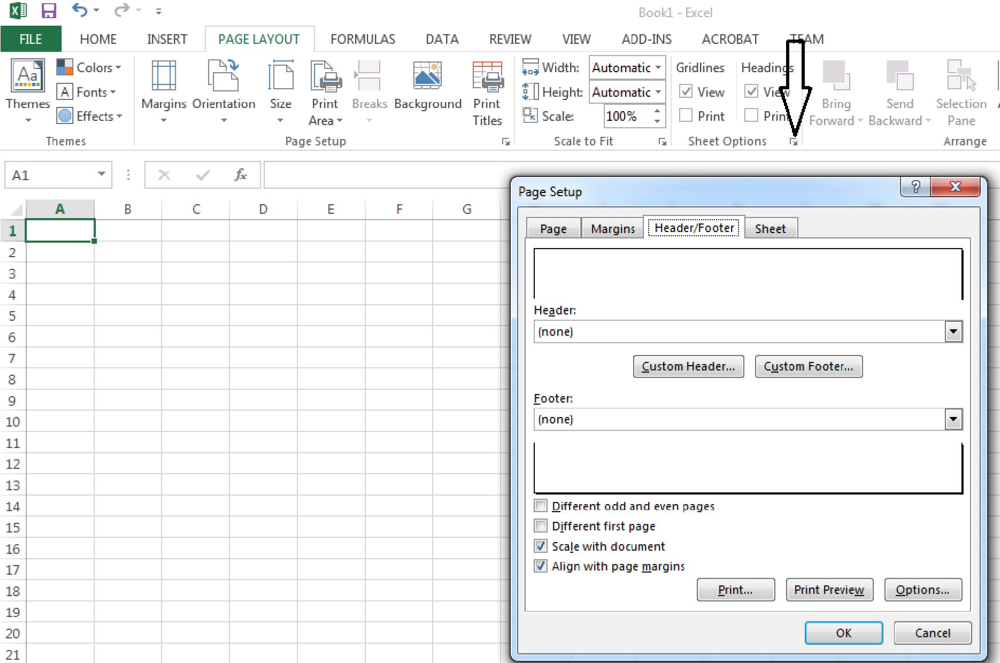 Book1 - Excel
FILE HOME INSERT PAGE LAYOUT FORMULAS DATA REVIEW VIEW ADD-INS ACROBAT TEAM
Aa Colors Width: Automatic Gridlines Headings
A Fonts Height: Automatic View View
Themes Margins Orientation Size Print Breaks Background Print Bring Send Selection
Effects Area Titles Scale: 100% Print Print Forward Backward Pane
Themes Page Setup Scale to Fit Sheet Options Arrange
A1 fx
Page Setup ? X
A B C D E F G
Page Margins Header/Footer Sheet
1
2
3
4
5
6
7
8
9
10
11
12
13
14
15
16
17
18
19
20
21
Header:
(none)
Custom Header... Custom Footer...
Footer:
(none)
Different odd and even pages
Different first page
Scale with document
Align with page margins
Print... Print Preview Options...
OK Cancel